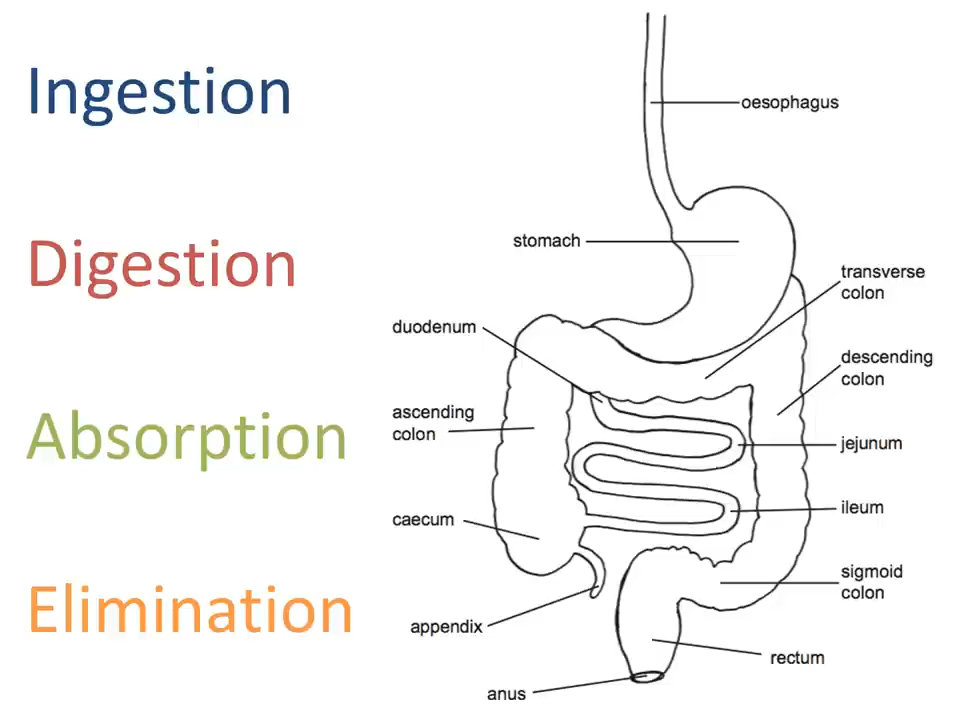 Ingestion
Digestion
Absorption
Elimination
oesophagus
stomach
transverse
colon
duodenum
descending
colon
ascending
colon
jejunum
ileum
caecum
sigmoid
colon
appendix
rectum
anus